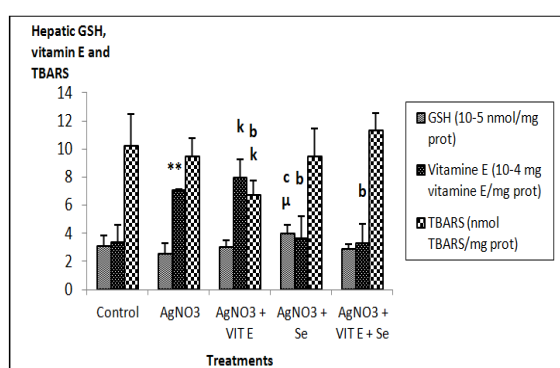 Hepatic GSH,
vitamin E and
TBARS
14
12
10
8
6
4
2
0
**
k
b
k
c
µ
b
b
Control
AgNO3
AgNO3 +
VIT E
AgNO3 +
Se
AgNO3 +
VIT E + Se
Treatments
GSH (10-5 nmol/mg
prot)
Vitamine E (10-4 mg
vitamine E/mg prot)
TBARS (nmol
TBARS/mg prot)